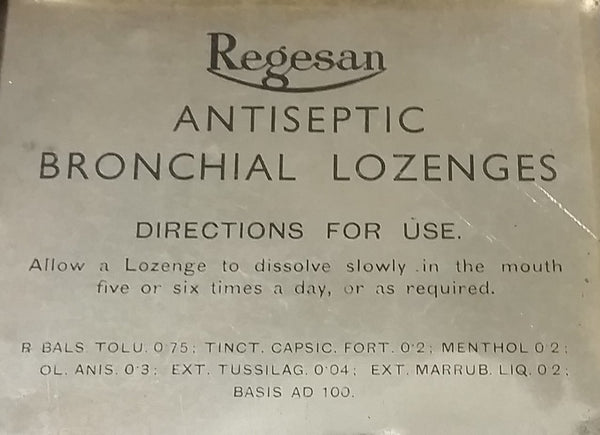 Regesan
ANTISEPTIC
BRONCHIAL LOZENGES
DIRECTIONS FOR USE.
Allow a Lozenge to dissolve slowly in the mouth
five or six times a day, or as required.
R BALS. TOLU. 0·75; TINCT. CAPSIC. FORT. 0·2; MENTHOL 0·2;
OL. ANIS. 0·3; EXT. TUSSILAG. 0·04; EXT. MARRUB. LIQ. 0·2;
BASIS AD 100.